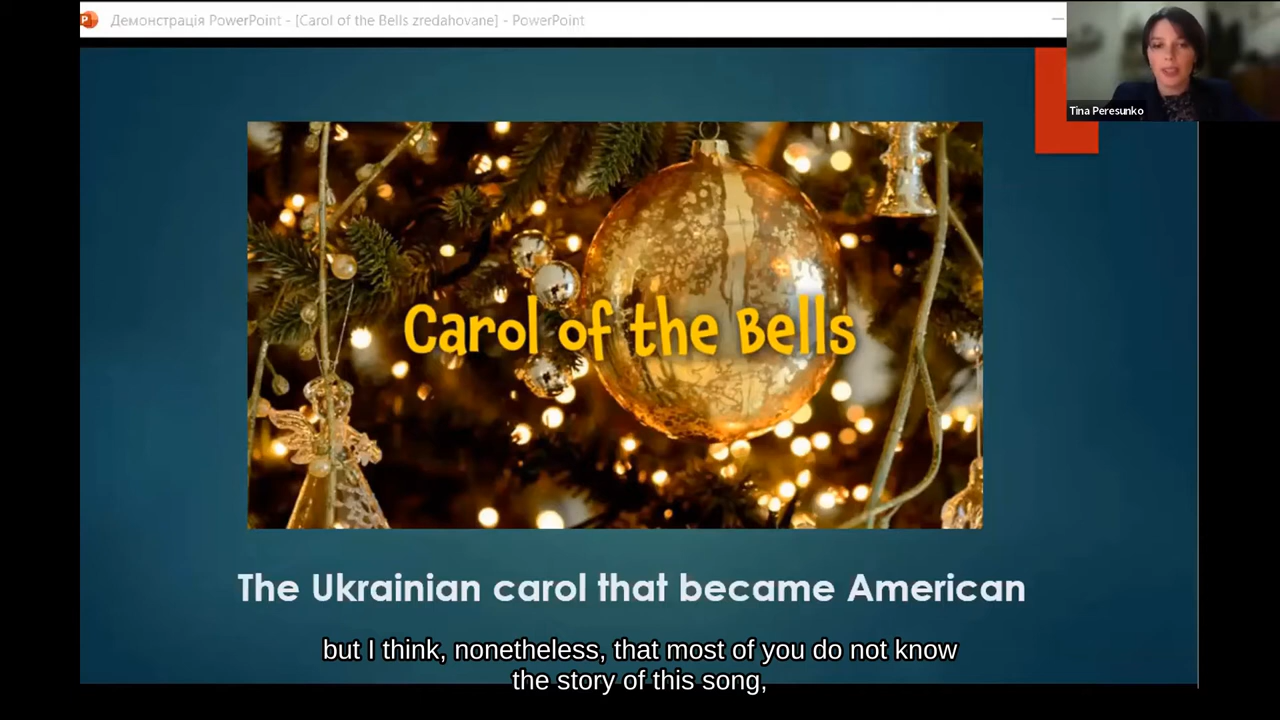 Демонстрація PowerPoint - [Carol of the Bells zredahovane] - PowerPoint
Tina Peresunko
Carol of the Bells
The Ukrainian carol that became American
but I think, nonetheless, that most of you do not know
the story of this song,